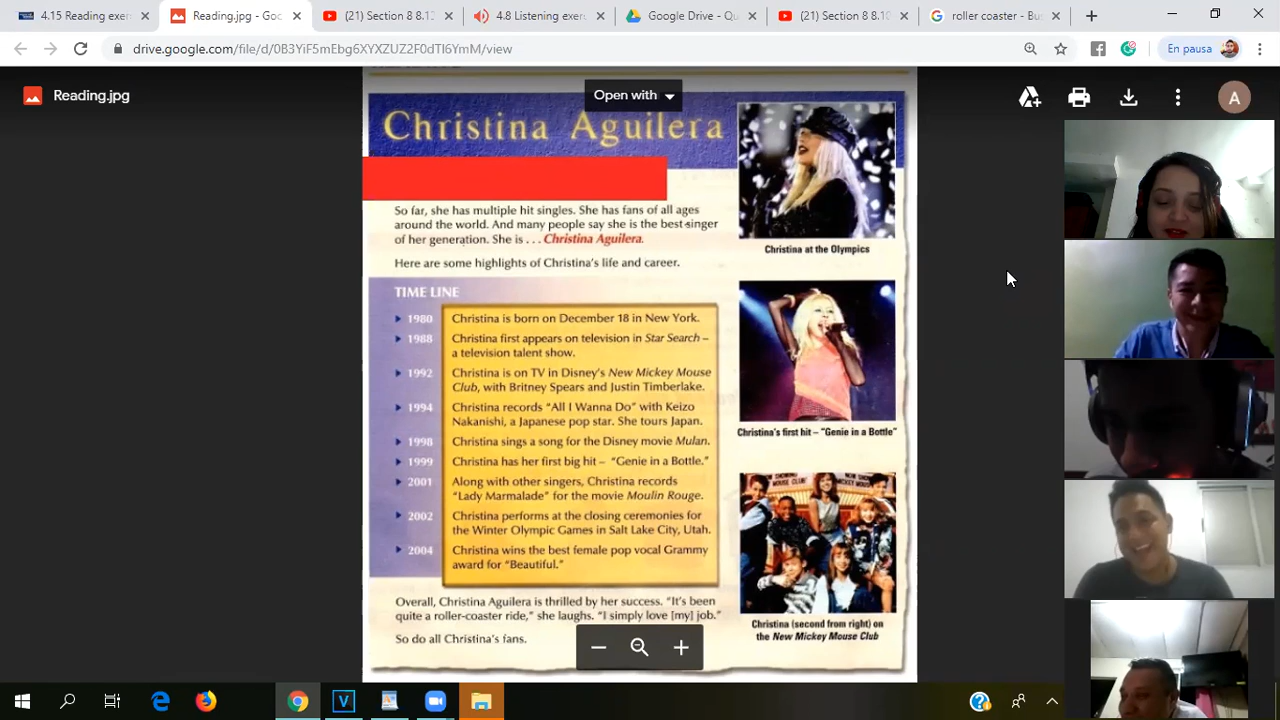 4.15 Reading exer
Reading.jpg - Goo
(21) Section 8 8.1
4.8 Listening exer
Google Drive - Qu
(21) Section 8 8.1
roller coaster - Bu
drive.google.com/file/d/0B3YiF5mEbg6XYXZUZ2F0dTl6YmM/view
En pausa
Reading.jpg
Open with
A
Christina Aguilera
So far, she has multiple hit singles. She has fans of all ages
around the world. And many people say she is the best singer
of her generation. She is . . . Christina Aguilera.
Here are some highlights of Christina's life and career.
TIME LINE
1980 Christina is born on December 18 in New York.
1988 Christina first appears on television in Star Search –
a television talent show.
1992 Christina is on TV in Disney's New Mickey Mouse
Club, with Britney Spears and Justin Timberlake.
1994 Christina records "All I Wanna Do" with Keizo
Nakanishi, a Japanese pop star. She tours Japan.
1998 Christina sings a song for the Disney movie Mulan.
1999 Christina has her first big hit – "Genie in a Bottle."
2001 Along with other singers, Christina records
"Lady Marmalade" for the movie Moulin Rouge.
2002 Christina performs at the closing ceremonies for
the Winter Olympic Games in Salt Lake City, Utah.
2004 Christina wins the best female pop vocal Grammy
award for "Beautiful."
Overall, Christina Aguilera is thrilled by her success. "It's been
quite a roller-coaster ride," she laughs. "I simply love [my] job."
So do all Christina's fans.
Christina at the Olympics
Christina's first hit – "Genie in a Bottle"
Christina (second from right) on
the New Mickey Mouse Club